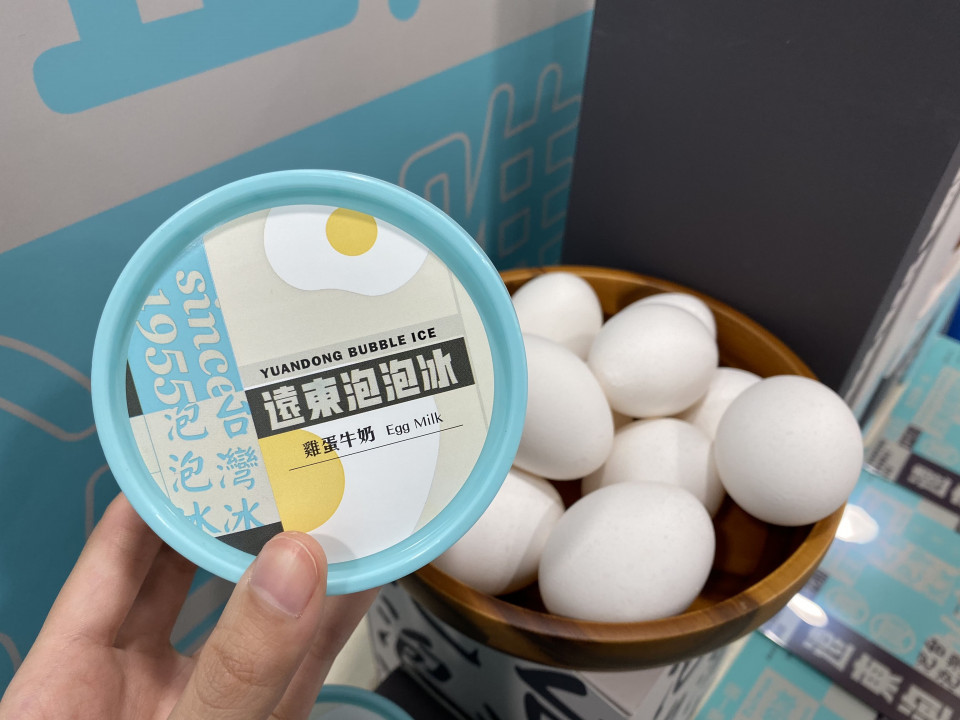 since
1955
台灣
泡泡冰
YUANDONG BUBBLE ICE
遠東泡泡冰
雞蛋牛奶 Egg Milk